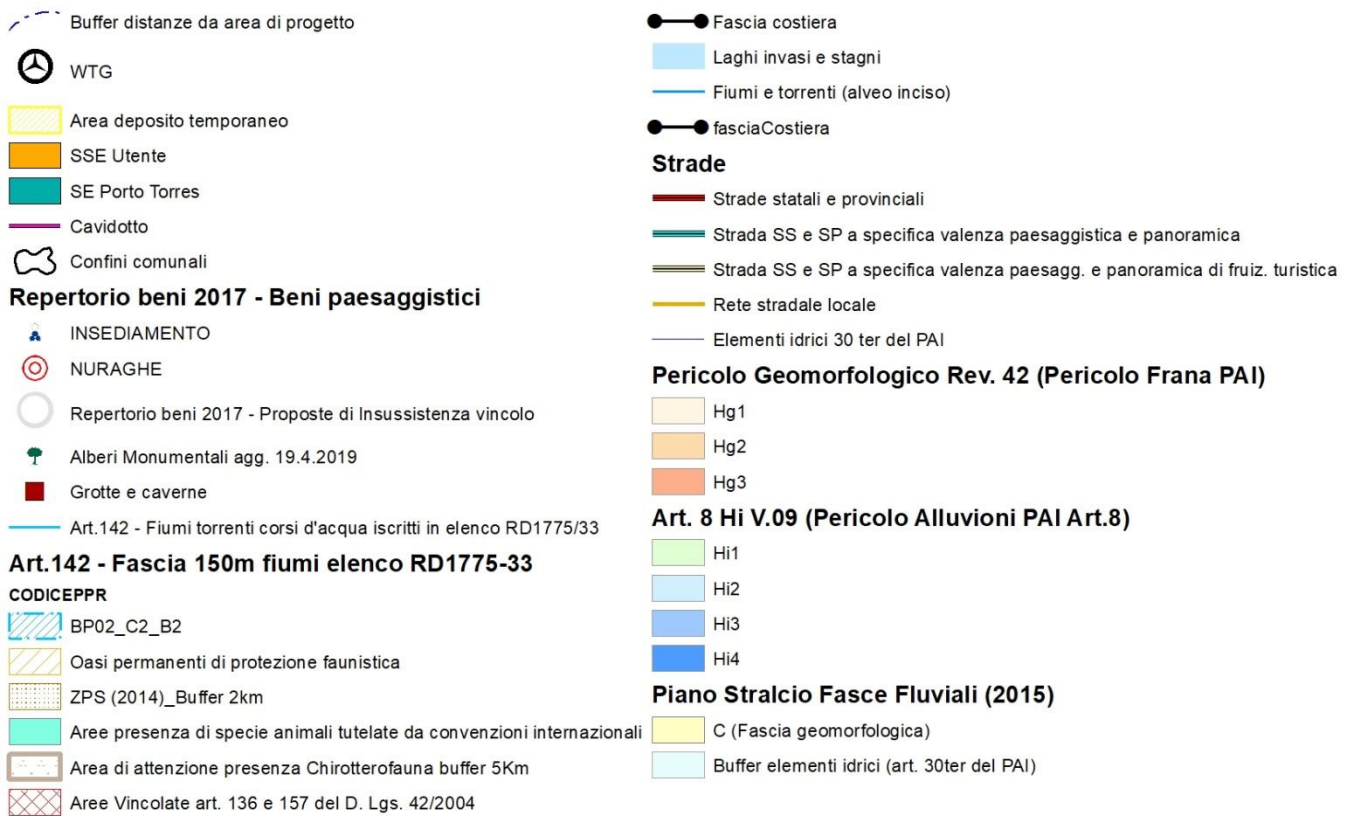 Buffer distanze da area di progetto
WTG
Area deposito temporaneo
SSE Utente
SE Porto Torres
Cavidotto
Confini comunali
Repertorio beni 2017 - Beni paesaggistici
INSEDIAMENTO
NURAGHE
Repertorio beni 2017 - Proposte di Insussistenza vincolo
Alberi Monumentali agg. 19.4.2019
Grotte e caverne
Art.142 - Fiumi torrenti corsi d'acqua iscritti in elenco RD1775/33
Art.142 - Fascia 150m fiumi elenco RD1775-33
CODICEPPR
BP02_C2_B2
Oasi permanenti di protezione faunistica
ZPS (2014)_Buffer 2km
Aree presenza di specie animali tutelate da convenzioni internazionali
Area di attenzione presenza Chirotterofauna buffer 5Km
Aree Vincolate art. 136 e 157 del D. Lgs. 42/2004
Fascia costiera
Laghi invasi e stagni
Fiumi e torrenti (alveo inciso)
fasciaCostiera
Strade
Strade statali e provinciali
Strada SS e SP a specifica valenza paesaggistica e panoramica
Strada SS e SP a specifica valenza paesagg. e panoramica di fruiz. turistica
Rete stradale locale
Elementi idrici 30 ter del PAI
Pericolo Geomorfologico Rev. 42 (Pericolo Frana PAI)
Hg1
Hg2
Hg3
Art. 8 Hi V.09 (Pericolo Alluvioni PAI Art.8)
Hi1
Hi2
Hi3
Hi4
Piano Stralcio Fasce Fluviali (2015)
C (Fascia geomorfologica)
Buffer elementi idrici (art. 30ter del PAI)